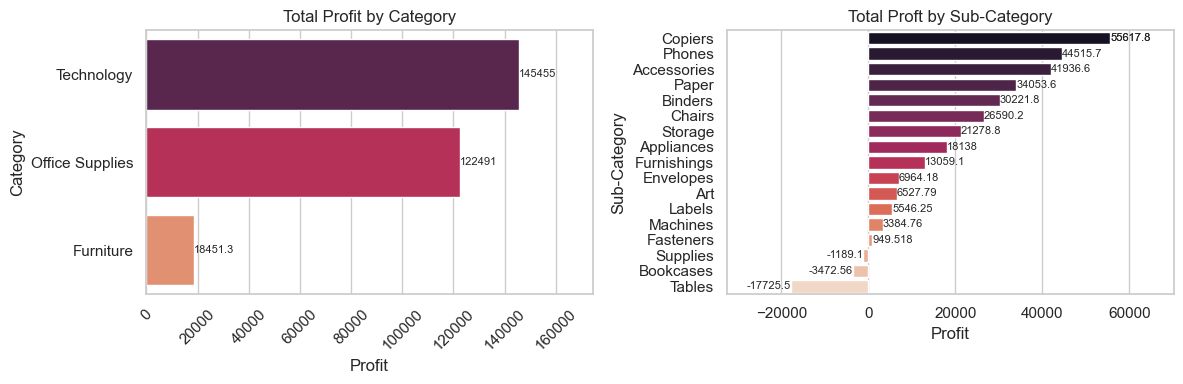 Total Profit by Category
Category
Technology
145455
Office Supplies
122491
Furniture
18451.3
0
20000
40000
60000
80000
100000
120000
140000
160000
Profit
Total Proft by Sub-Category
Sub-Category
Copiers
55617.8
Phones
44515.7
Accessories
41936.6
Paper
34053.6
Binders
30221.8
Chairs
26590.2
Storage
21278.8
Appliances
18138
Furnishings
13059.1
Envelopes
6964.18
Art
6527.79
Labels
5546.25
Machines
3384.76
Fasteners
949.518
Supplies
-1189.1
Bookcases
-3472.56
Tables
-17725.5
−20000
0
20000
40000
60000
Profit